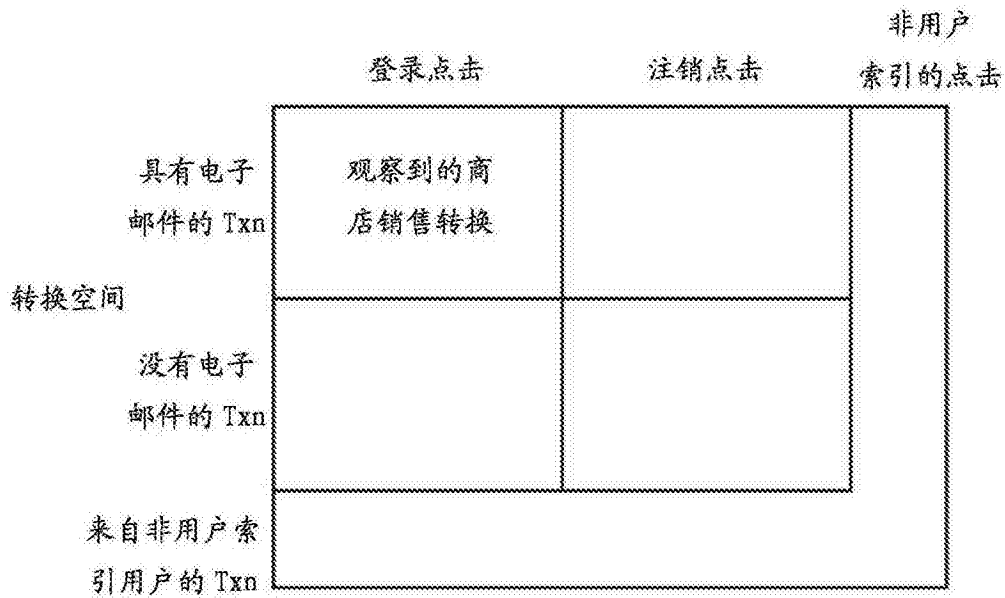 非用户
登录点击
注销点击
索引的点击
具有电子
邮件的 Txn
观察到的商
店销售转换
转换空间
没有电子
邮件的 Txn
来自非用户索
引用户的 Txn